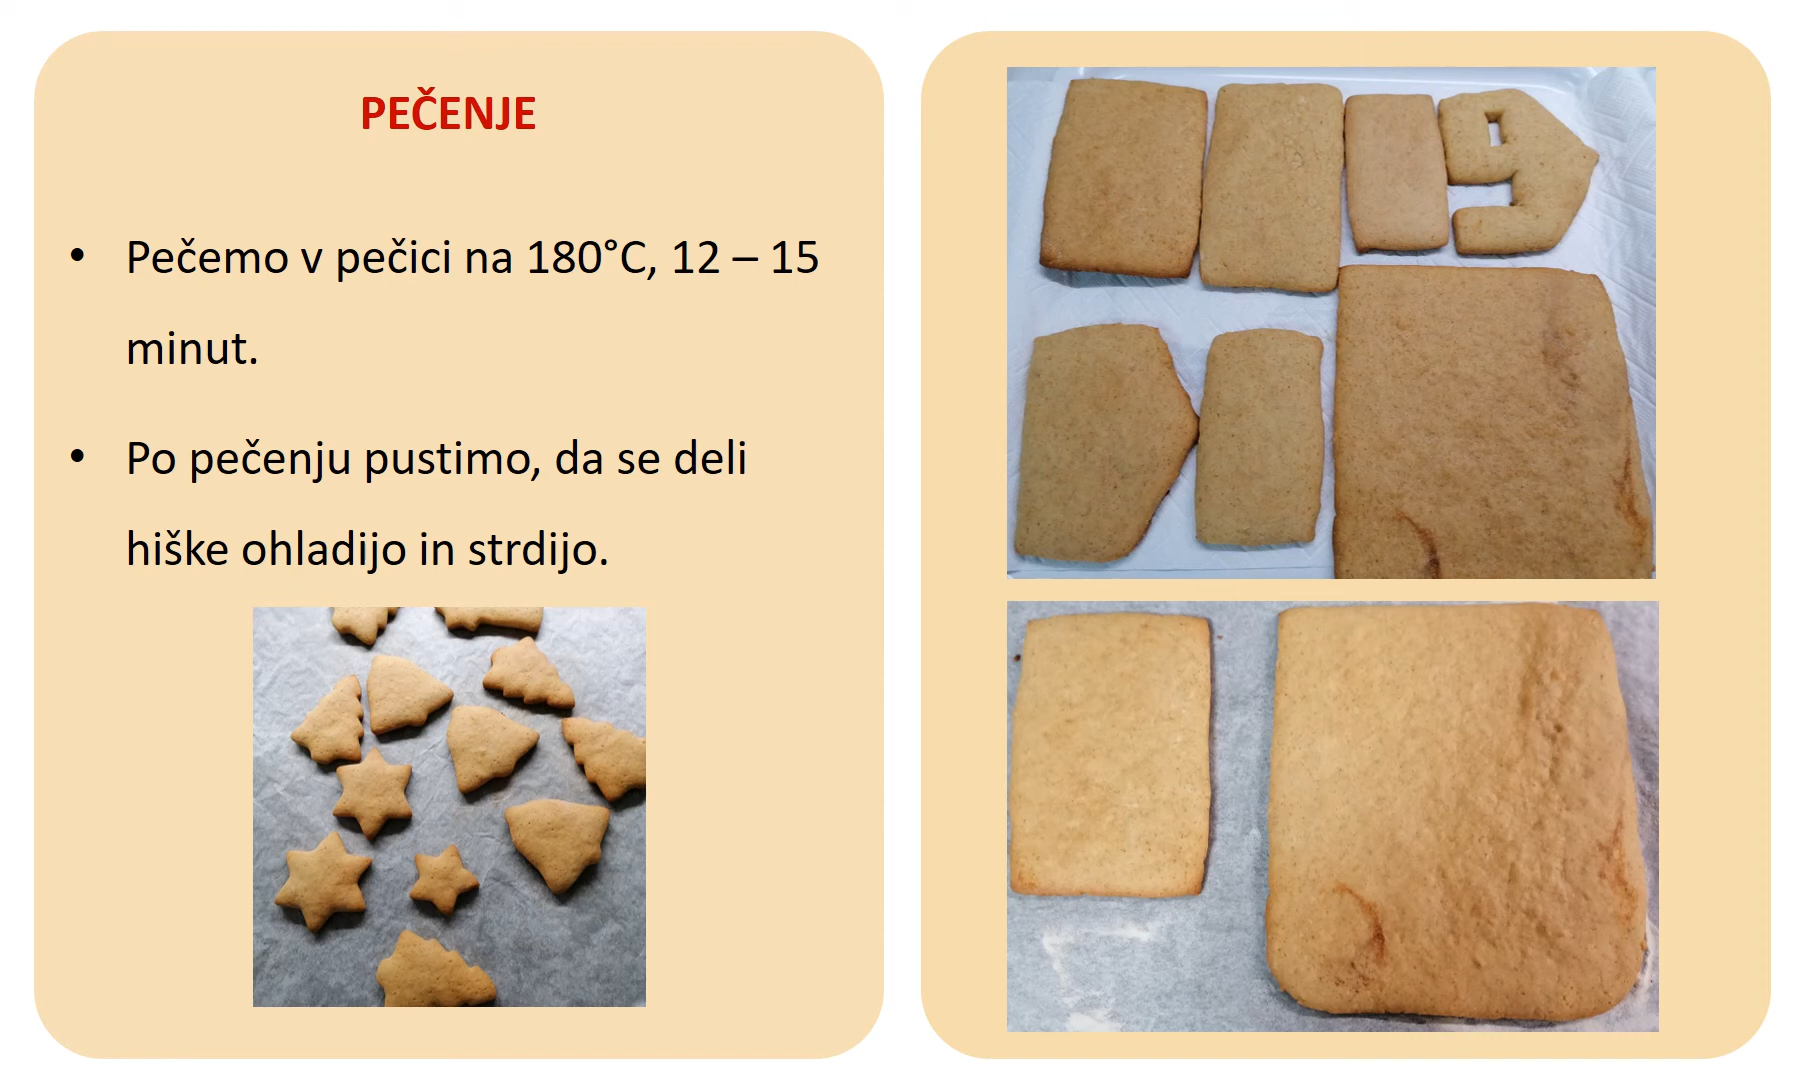 PEČENJE
• Pečemo v pečici na 180°C, 12 – 15
minut.
• Po pečenju pustimo, da se deli
hiške ohladijo in strdijo.